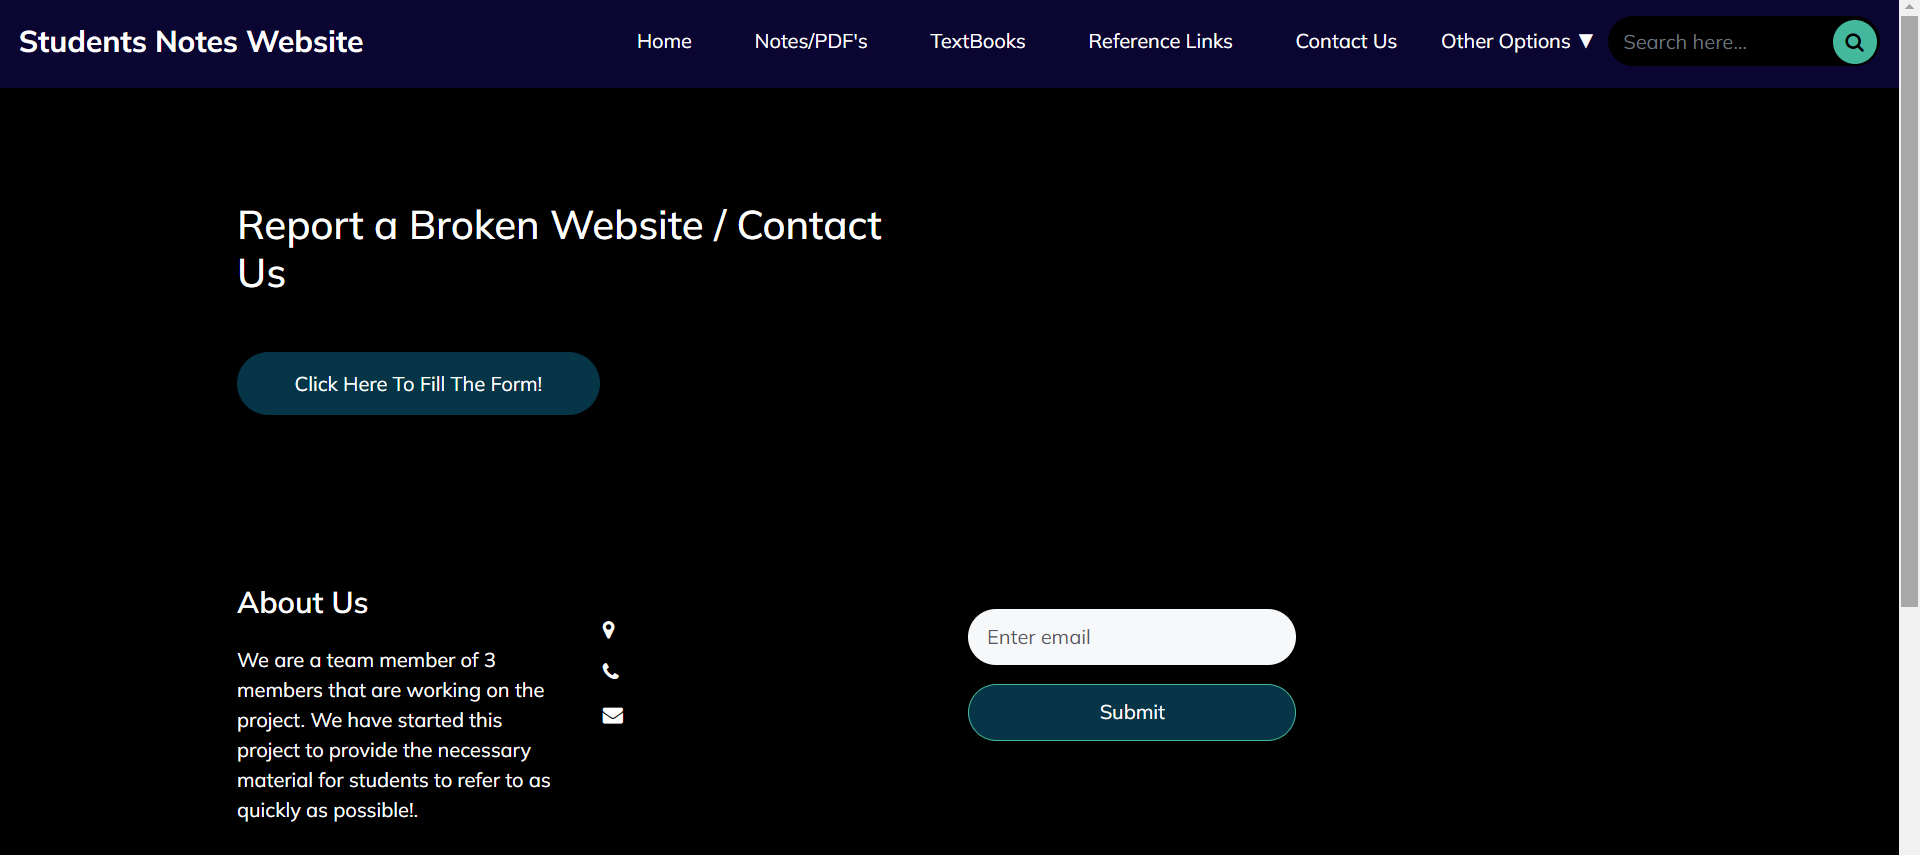 Students Notes Website
Home
Notes/PDF's
TextBooks
Reference Links
Contact Us
Other Options ▼
Search here...
Report a Broken Website / Contact
Us
Click Here To Fill The Form!
About Us
We are a team member of 3
members that are working on the
project. We have started this
project to provide the necessary
material for students to refer to as
quickly as possible!.
Enter email
Submit